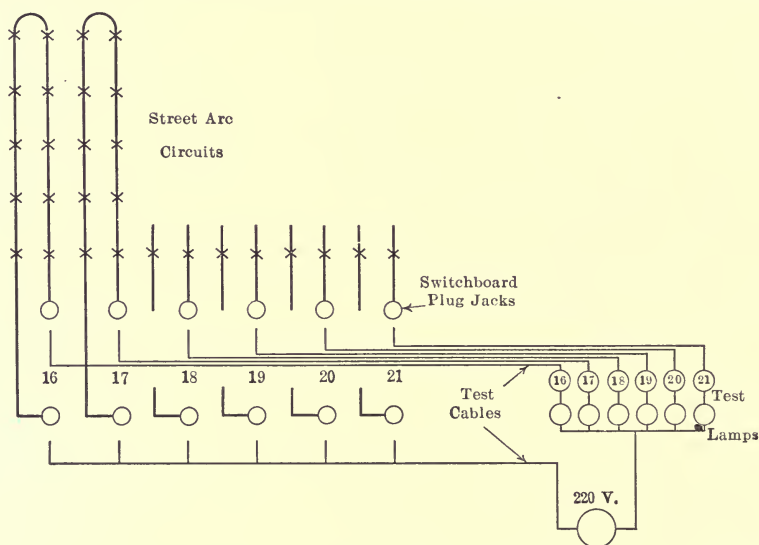 Street Arc
Circuits
Switchboard
Plug Jacks
16 17 18 19 20 21
16 17 18 19 20 21
Test
Cables
Test
Lamps
220 V.